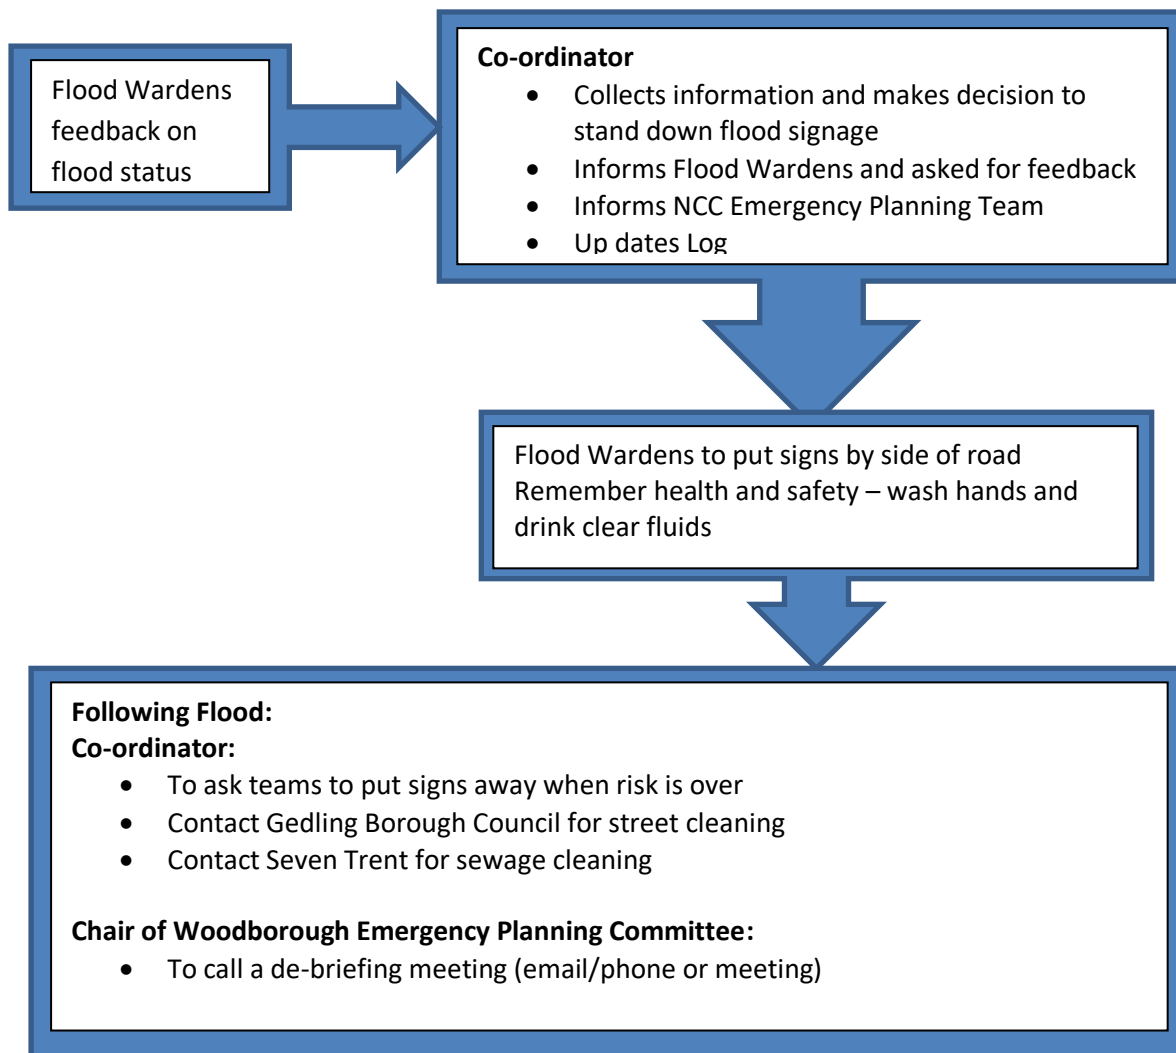 Flood Wardens
feedback on
flood status
Co-ordinator
• Collects information and makes decision to
stand down flood signage
• Informs Flood Wardens and asked for feedback
• Informs NCC Emergency Planning Team
• Up dates Log
Flood Wardens to put signs by side of road
Remember health and safety – wash hands and
drink clear fluids
Following Flood:
Co-ordinator:
• To ask teams to put signs away when risk is over
• Contact Gedling Borough Council for street cleaning
• Contact Seven Trent for sewage cleaning
Chair of Woodborough Emergency Planning Committee:
• To call a de-briefing meeting (email/phone or meeting)